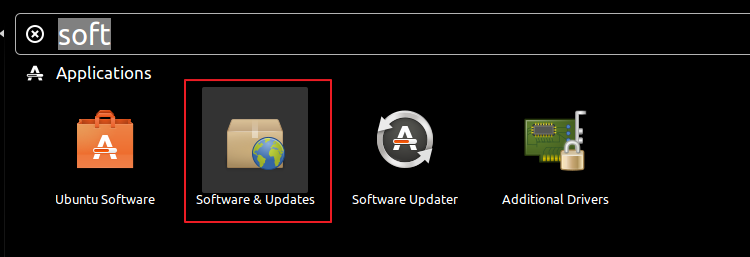 soft
Applications
Ubuntu Software
Software & Updates
Software Updater
Additional Drivers